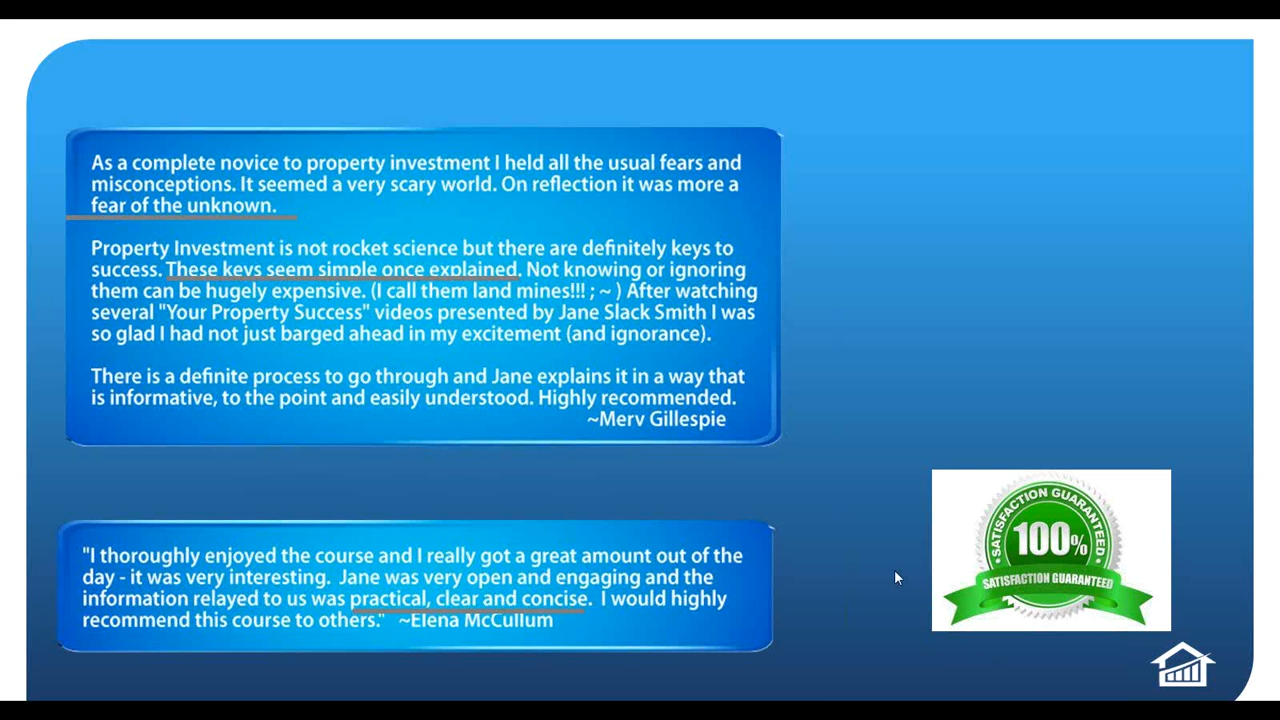 As a complete novice to property investment I held all the usual fears and
misconceptions. It seemed a very scary world. On reflection it was more a
fear of the unknown.
Property Investment is not rocket science but there are definitely keys to
success. These keys seem simple once explained. Not knowing or ignoring
them can be hugely expensive. (I call them land mines!!! ; ~ ) After watching
several "Your Property Success" videos presented by Jane Slack Smith I was
so glad I had not just barged ahead in my excitement (and ignorance).
There is a definite process to go through and Jane explains it in a way that
is informative, to the point and easily understood. Highly recommended.
~Merv Gillespie
"I thoroughly enjoyed the course and I really got a great amount out of the
day - it was very interesting. Jane was very open and engaging and the
information relayed to us was practical, clear and concise. I would highly
recommend this course to others." ~Elena McCullum
SATISFACTION GUARANTEED
100%
SATISFACTION GUARANTEED
SATISFACTION GUARANTEED